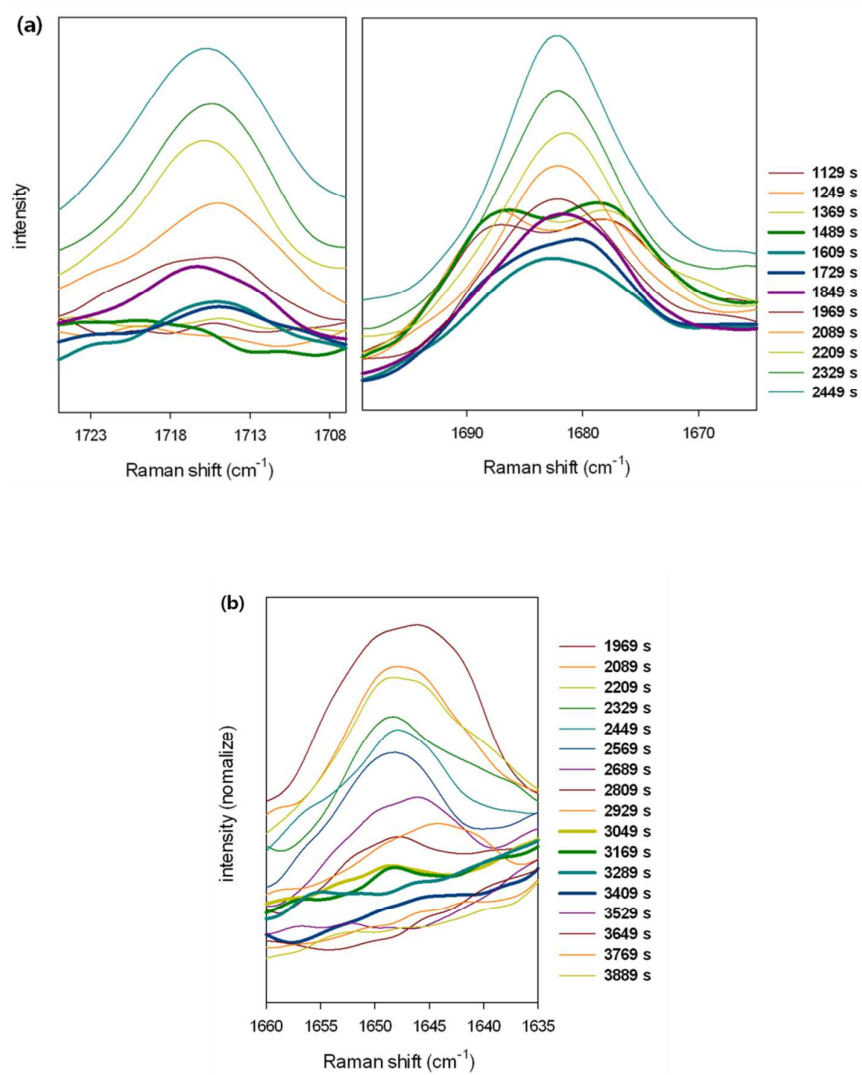 (a)
intensity
1723 1718 1713 1708
Raman shift (cm⁻¹)
1690 1680 1670
Raman shift (cm⁻¹)
1129 s
1249 s
1369 s
1489 s
1609 s
1729 s
1849 s
1969 s
2089 s
2209 s
2329 s
2449 s
(b)
intensity (nomalize)
1660 1655 1650 1645 1640 1635
Raman shift (cm⁻¹)
1969 s
2089 s
2209 s
2329 s
2449 s
2569 s
2689 s
2809 s
2929 s
3049 s
3169 s
3289 s
3409 s
3529 s
3649 s
3769 s
3889 s